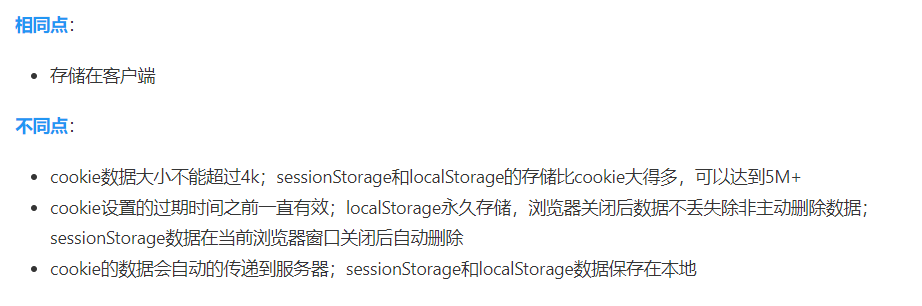 相同点：
• 存储在客户端
不同点：
• cookie数据大小不能超过4k；sessionStorage和localStorage的存储比cookie大得多，可以达到5M+
• cookie设置的过期时间之前一直有效；localStorage永久存储，浏览器关闭后数据不丢失除非主动删除数据；
sessionStorage数据在当前浏览器窗口关闭后自动删除
• cookie的数据会自动的传递到服务器；sessionStorage和localStorage数据保存在本地